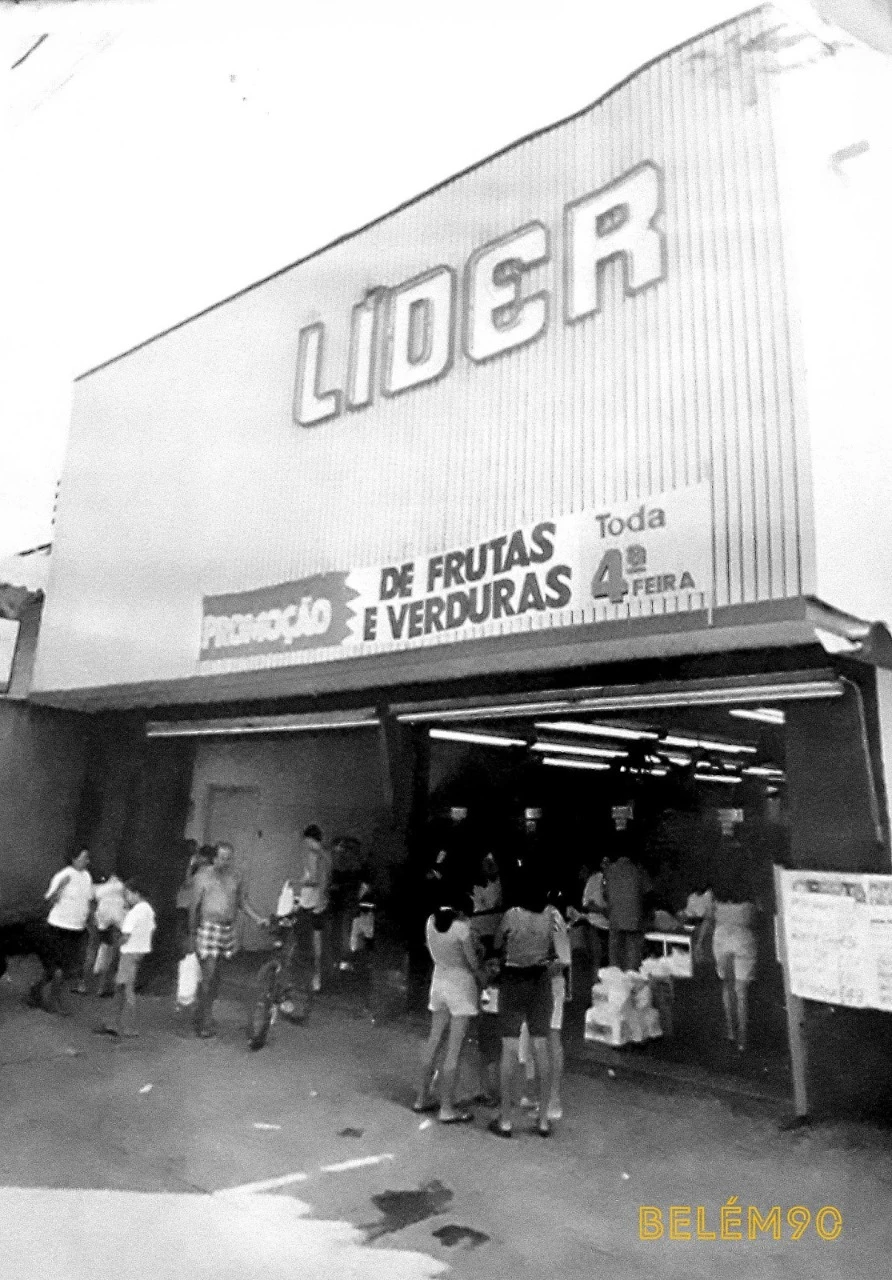 LÍDER
PROMOÇÃO
DE FRUTAS
E VERDURAS
Toda
4ª
FEIRA
BELÉM90